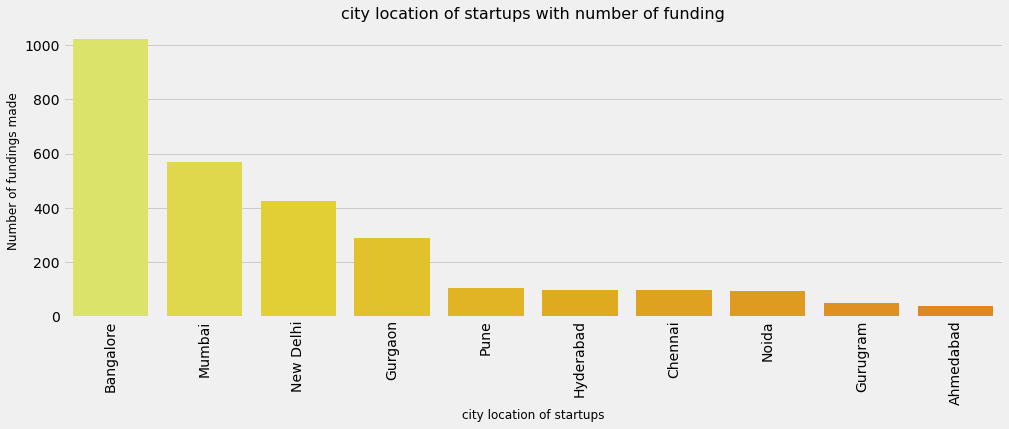 city location of startups with number of funding
Number of fundings made
1000
800
600
400
200
0
Bangalore
Mumbai
New Delhi
Gurgaon
Pune
Hyderabad
Chennai
Noida
Gurugram
Ahmedabad
city location of startups